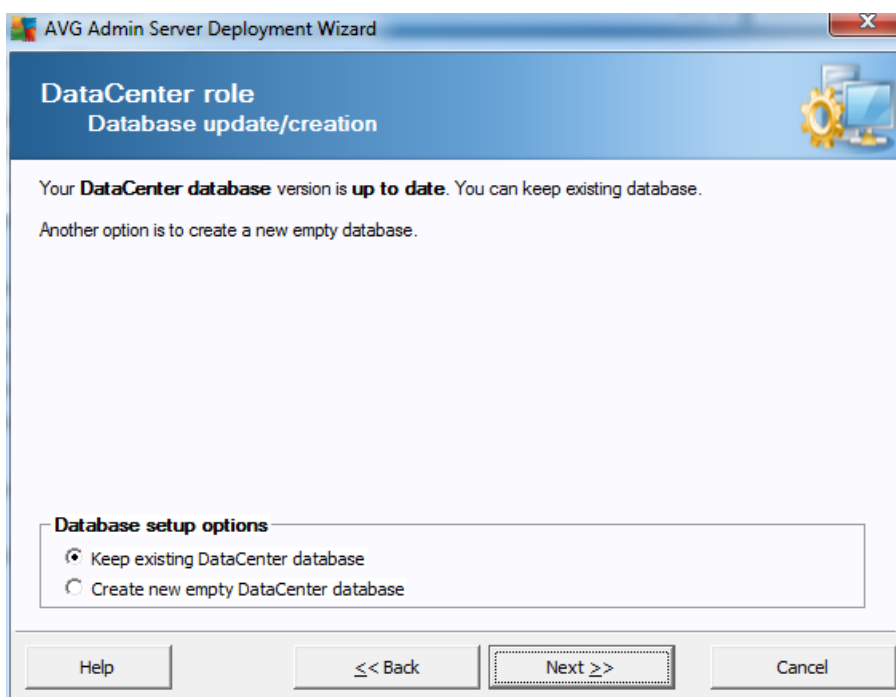 AVG Admin Server Deployment Wizard
x
DataCenter role
Database update/creation
Your DataCenter database version is up to date. You can keep existing database.
Another option is to create a new empty database.
Database setup options
Keep existing DataCenter database
Create new empty DataCenter database
Help
<< Back
Next >>
Cancel